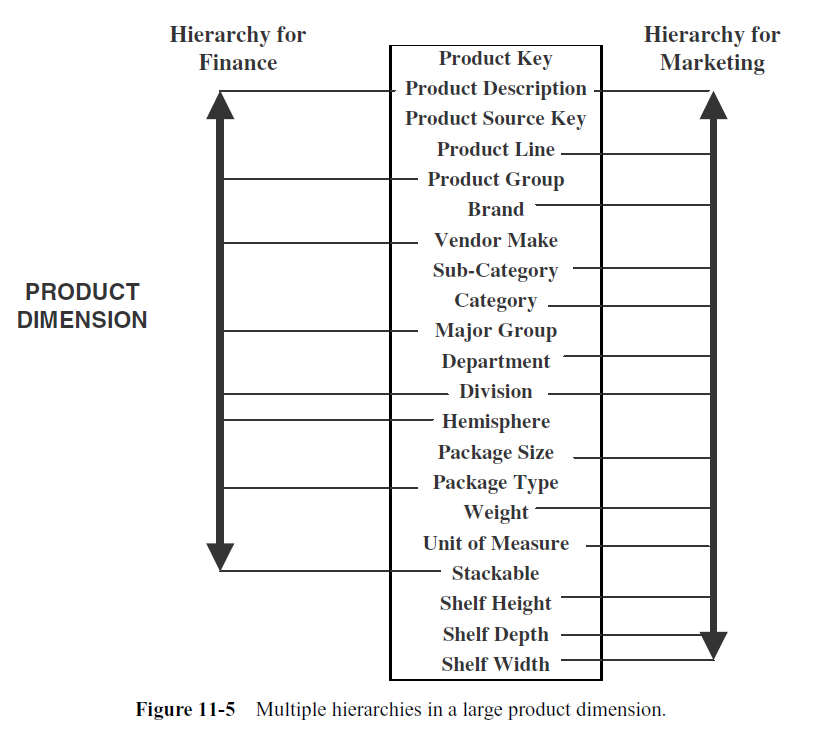 Hierarchy for
Finance
Hierarchy for
Marketing
Product Key
Product Description
Product Source Key
Product Line
Product Group
Brand
Vendor Make
Sub-Category
Category
Major Group
Department
Division
Hemisphere
Package Size
Package Type
Weight
Unit of Measure
Stackable
Shelf Height
Shelf Depth
Shelf Width
PRODUCT
DIMENSION
Figure 11-5 Multiple hierarchies in a large product dimension.